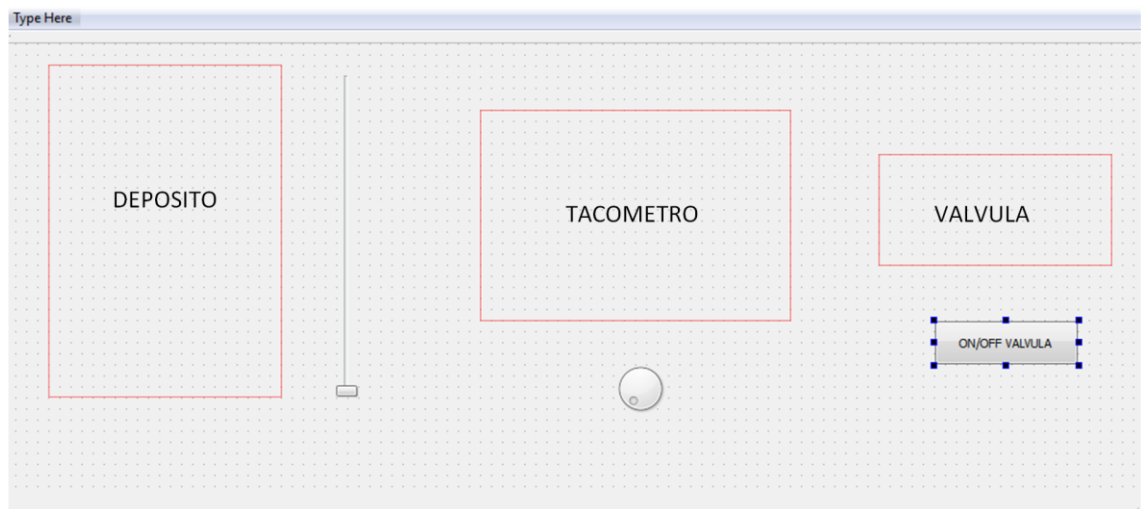 Type Here
DEPOSITO
TACOMETRO
VALVULA
ON/OFF VALVULA